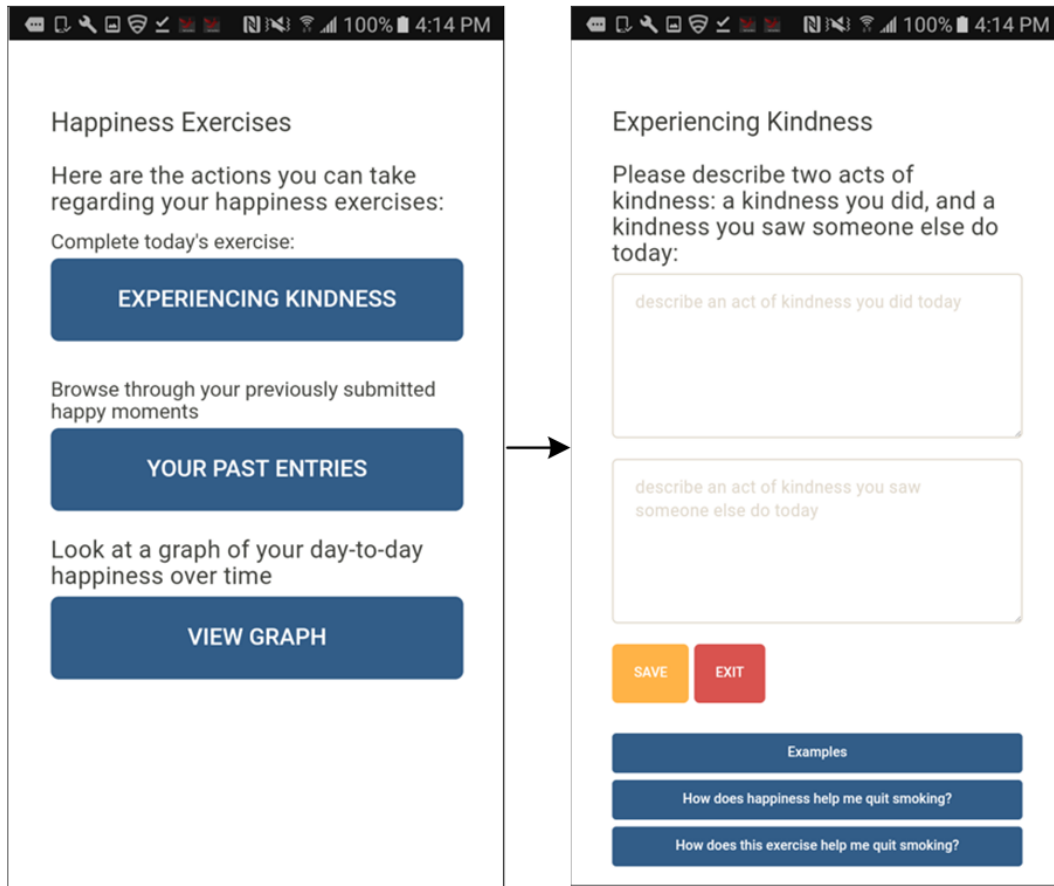 100% 4:14 PM
Happiness Exercises
Here are the actions you can take
regarding your happiness exercises:
Complete today's exercise:
EXPERIENCING KINDNESS
Browse through your previously submitted
happy moments
YOUR PAST ENTRIES
Look at a graph of your day-to-day
happiness over time
VIEW GRAPH
100% 4:14 PM
Experiencing Kindness
Please describe two acts of
kindness: a kindness you did, and a
kindness you saw someone else do
today:
describe an act of kindness you did today
describe an act of kindness you saw
someone else do today
SAVE EXIT
Examples
How does happiness help me quit smoking?
How does this exercise help me quit smoking?